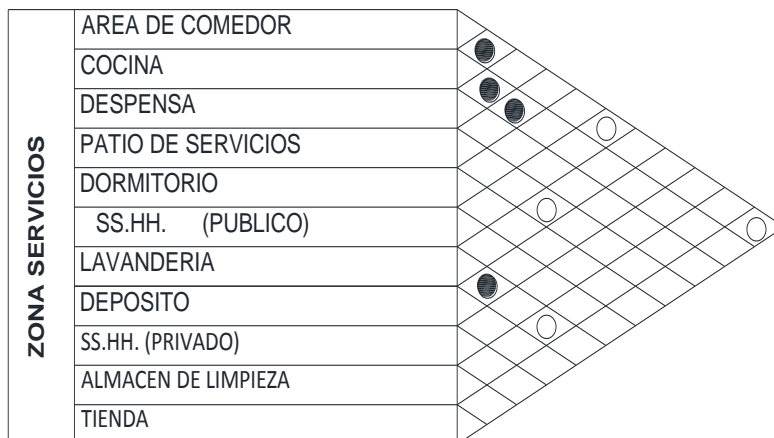 ZONA SERVICIOS
AREA DE COMEDOR
COCINA
DESPENSA
PATIO DE SERVICIOS
DORMITORIO
SS.HH. (PUBLICO)
LAVANDERIA
DEPOSITO
SS.HH. (PRIVADO)
ALMACEN DE LIMPIEZA
TIENDA